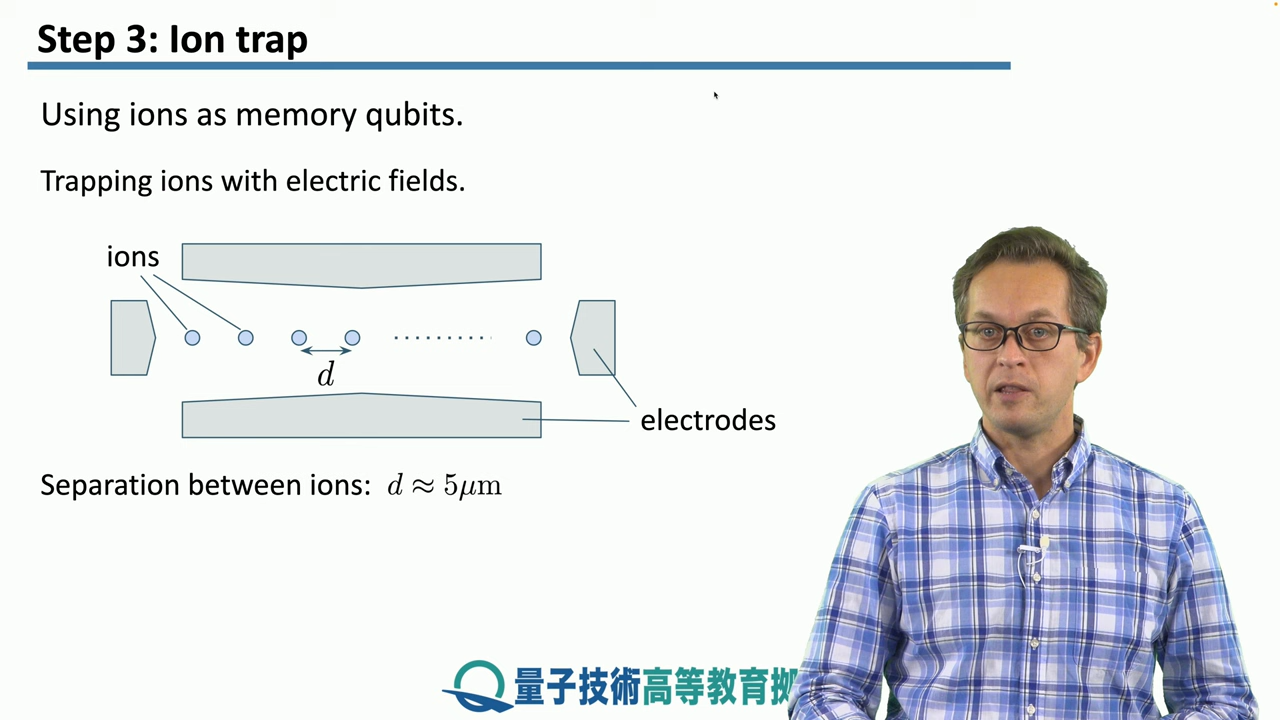 Step 3: Ion trap
Using ions as memory qubits.
Trapping ions with electric fields.
ions
d
electrodes
Separation between ions: d ≈ 5μm
量子技術高等教育拠